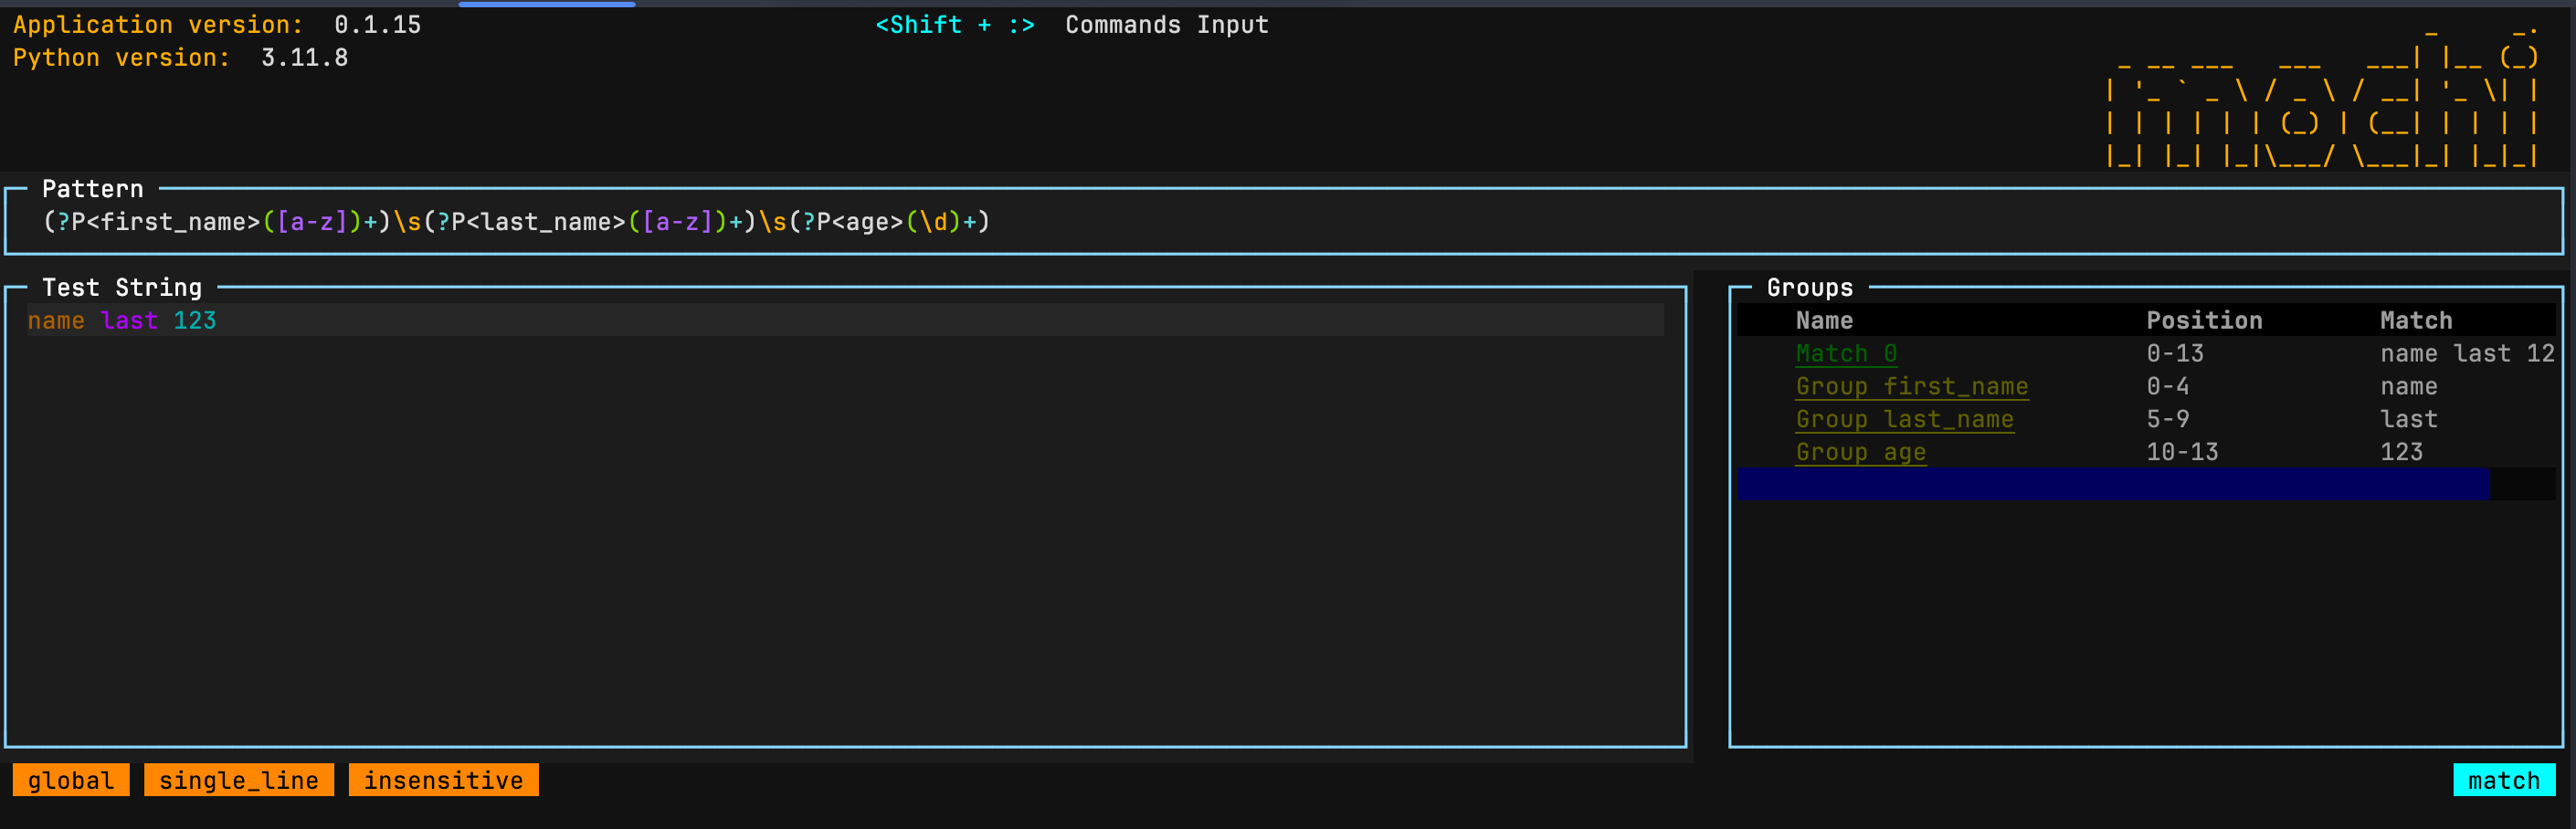 Application version: 0.1.15
Python version: 3.11.8
<Shift + :> Commands Input
mochi
Pattern
(?P<first_name>([a-z])+)\s(?P<last_name>([a-z])+)\s(?P<age>(\d)+)
Test String
name last 123
Groups
Name Position Match
Match 0 0-13 name last 12
Group first_name 0-4 name
Group last_name 5-9 last
Group age 10-13 123
global single_line insensitive match